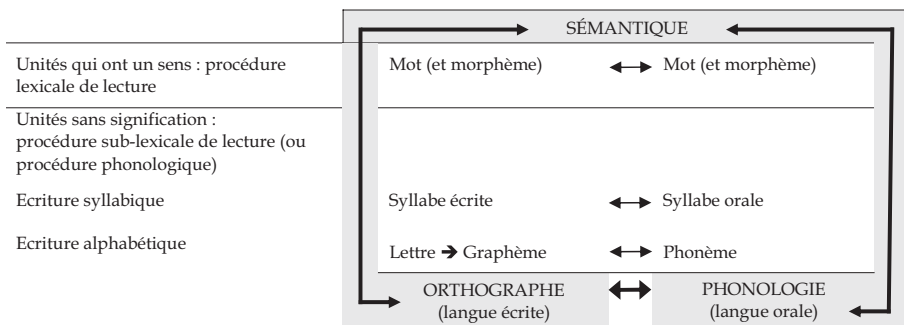 SÉMANTIQUE
Unités qui ont un sens : procédure
lexicale de lecture
Mot (et morphème) ↔ Mot (et morphème)
Unités sans signification :
procédure sub-lexicale de lecture (ou
procédure phonologique)
Ecriture syllabique
Syllabe écrite ↔ Syllabe orale
Ecriture alphabétique
Lettre ➔ Graphème ↔ Phonème
ORTHOGRAPHE
(langue écrite)
PHONOLOGIE
(langue orale)